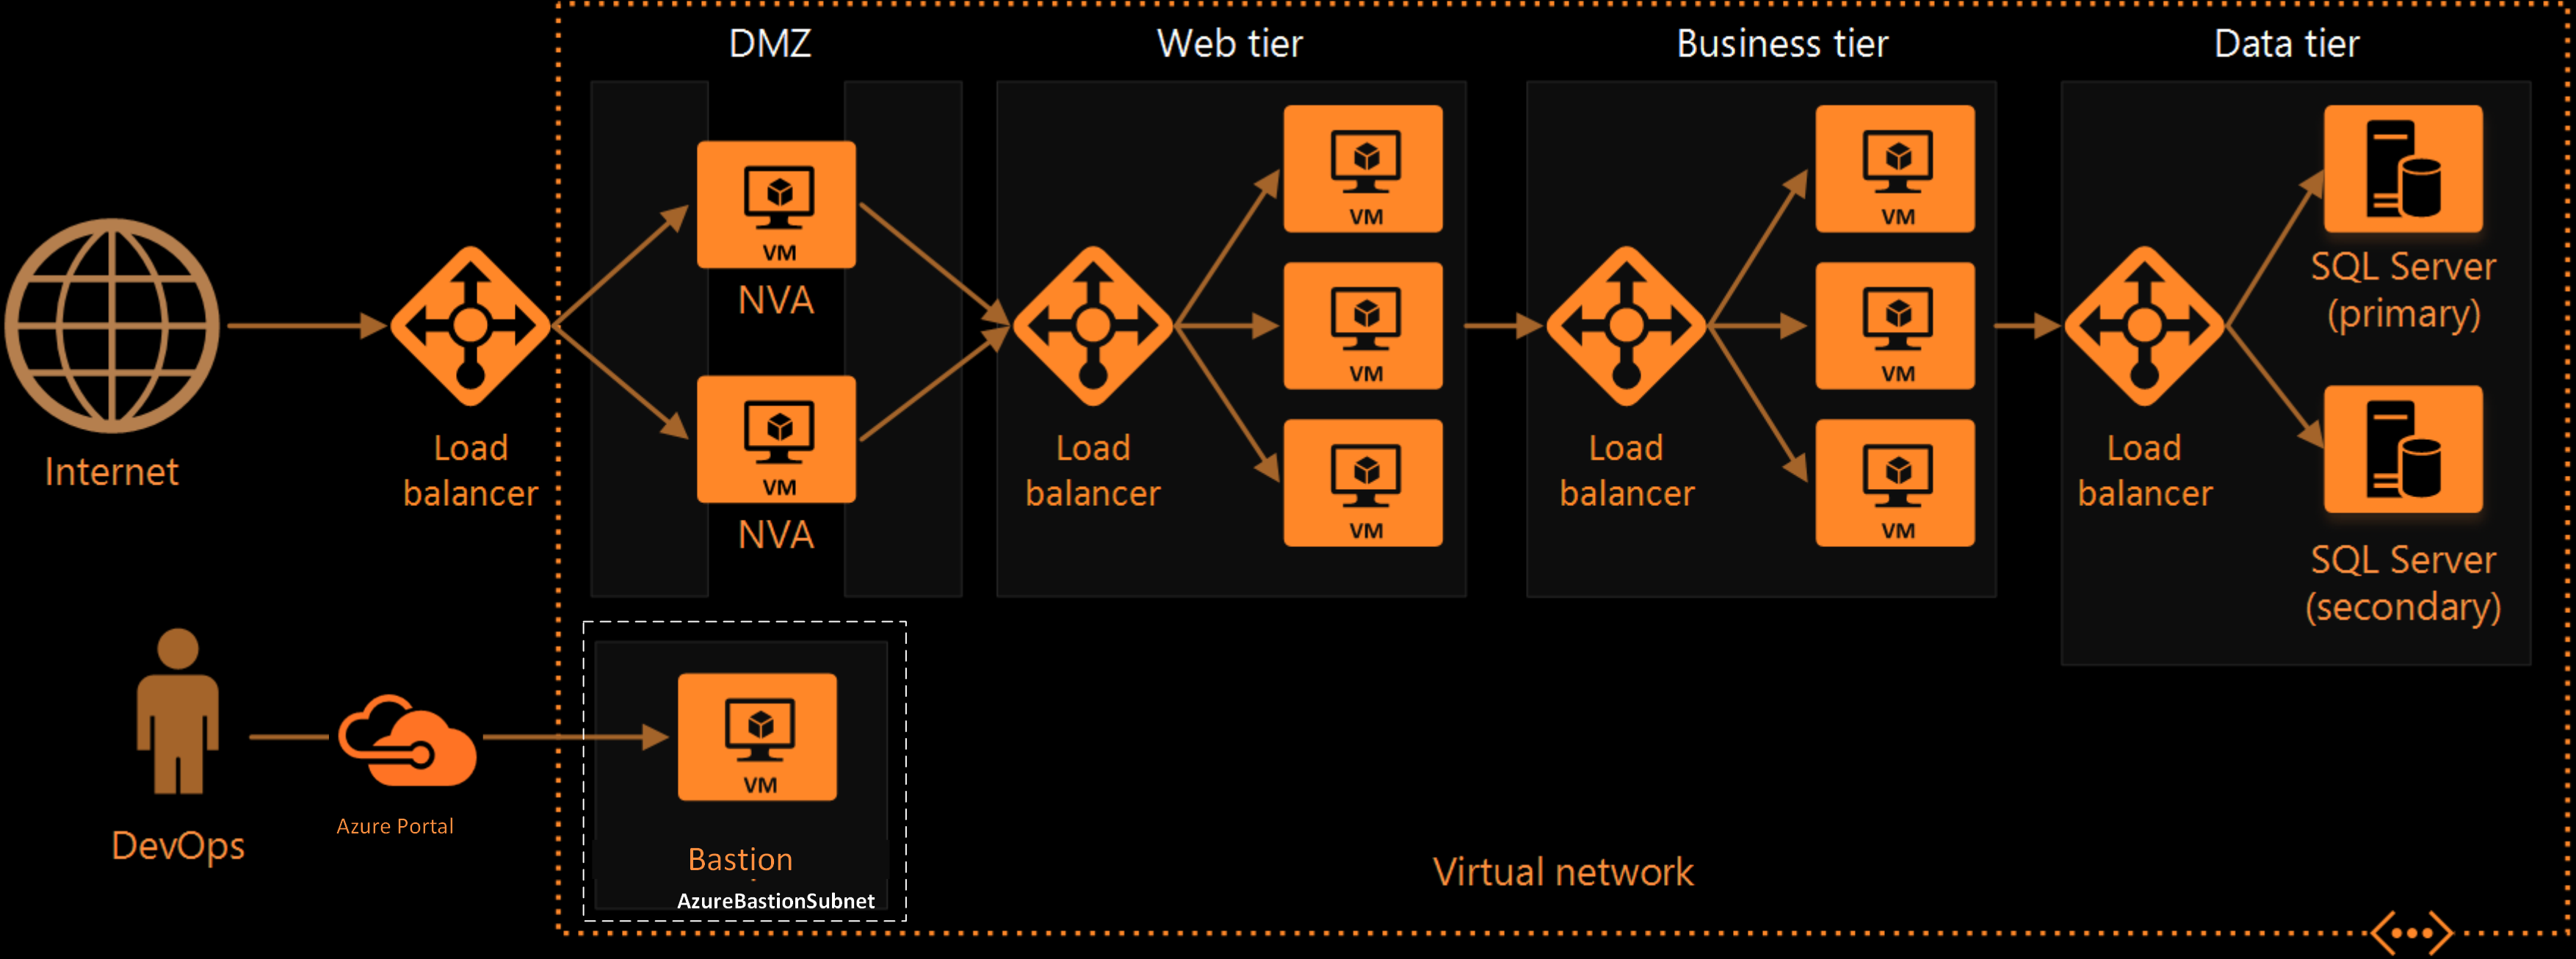 DMZ
Web tier
Business tier
Data tier
VM
NVA
VM
NVA
VM
VM
VM
VM
VM
VM
SQL Server
(primary)
SQL Server
(secondary)
Internet
Load
balancer
Load
balancer
Load
balancer
Load
balancer
DevOps
Azure Portal
VM
Bastion
AzureBastionSubnet
Virtual network